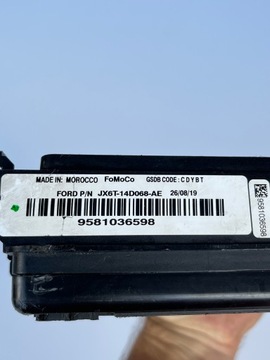 MADE IN: MOROCCO FoMoCo GSDB CODE: CDYBT
FORD P/N JX6T-14D068-AE 26/08/19
9581036598
9581036598